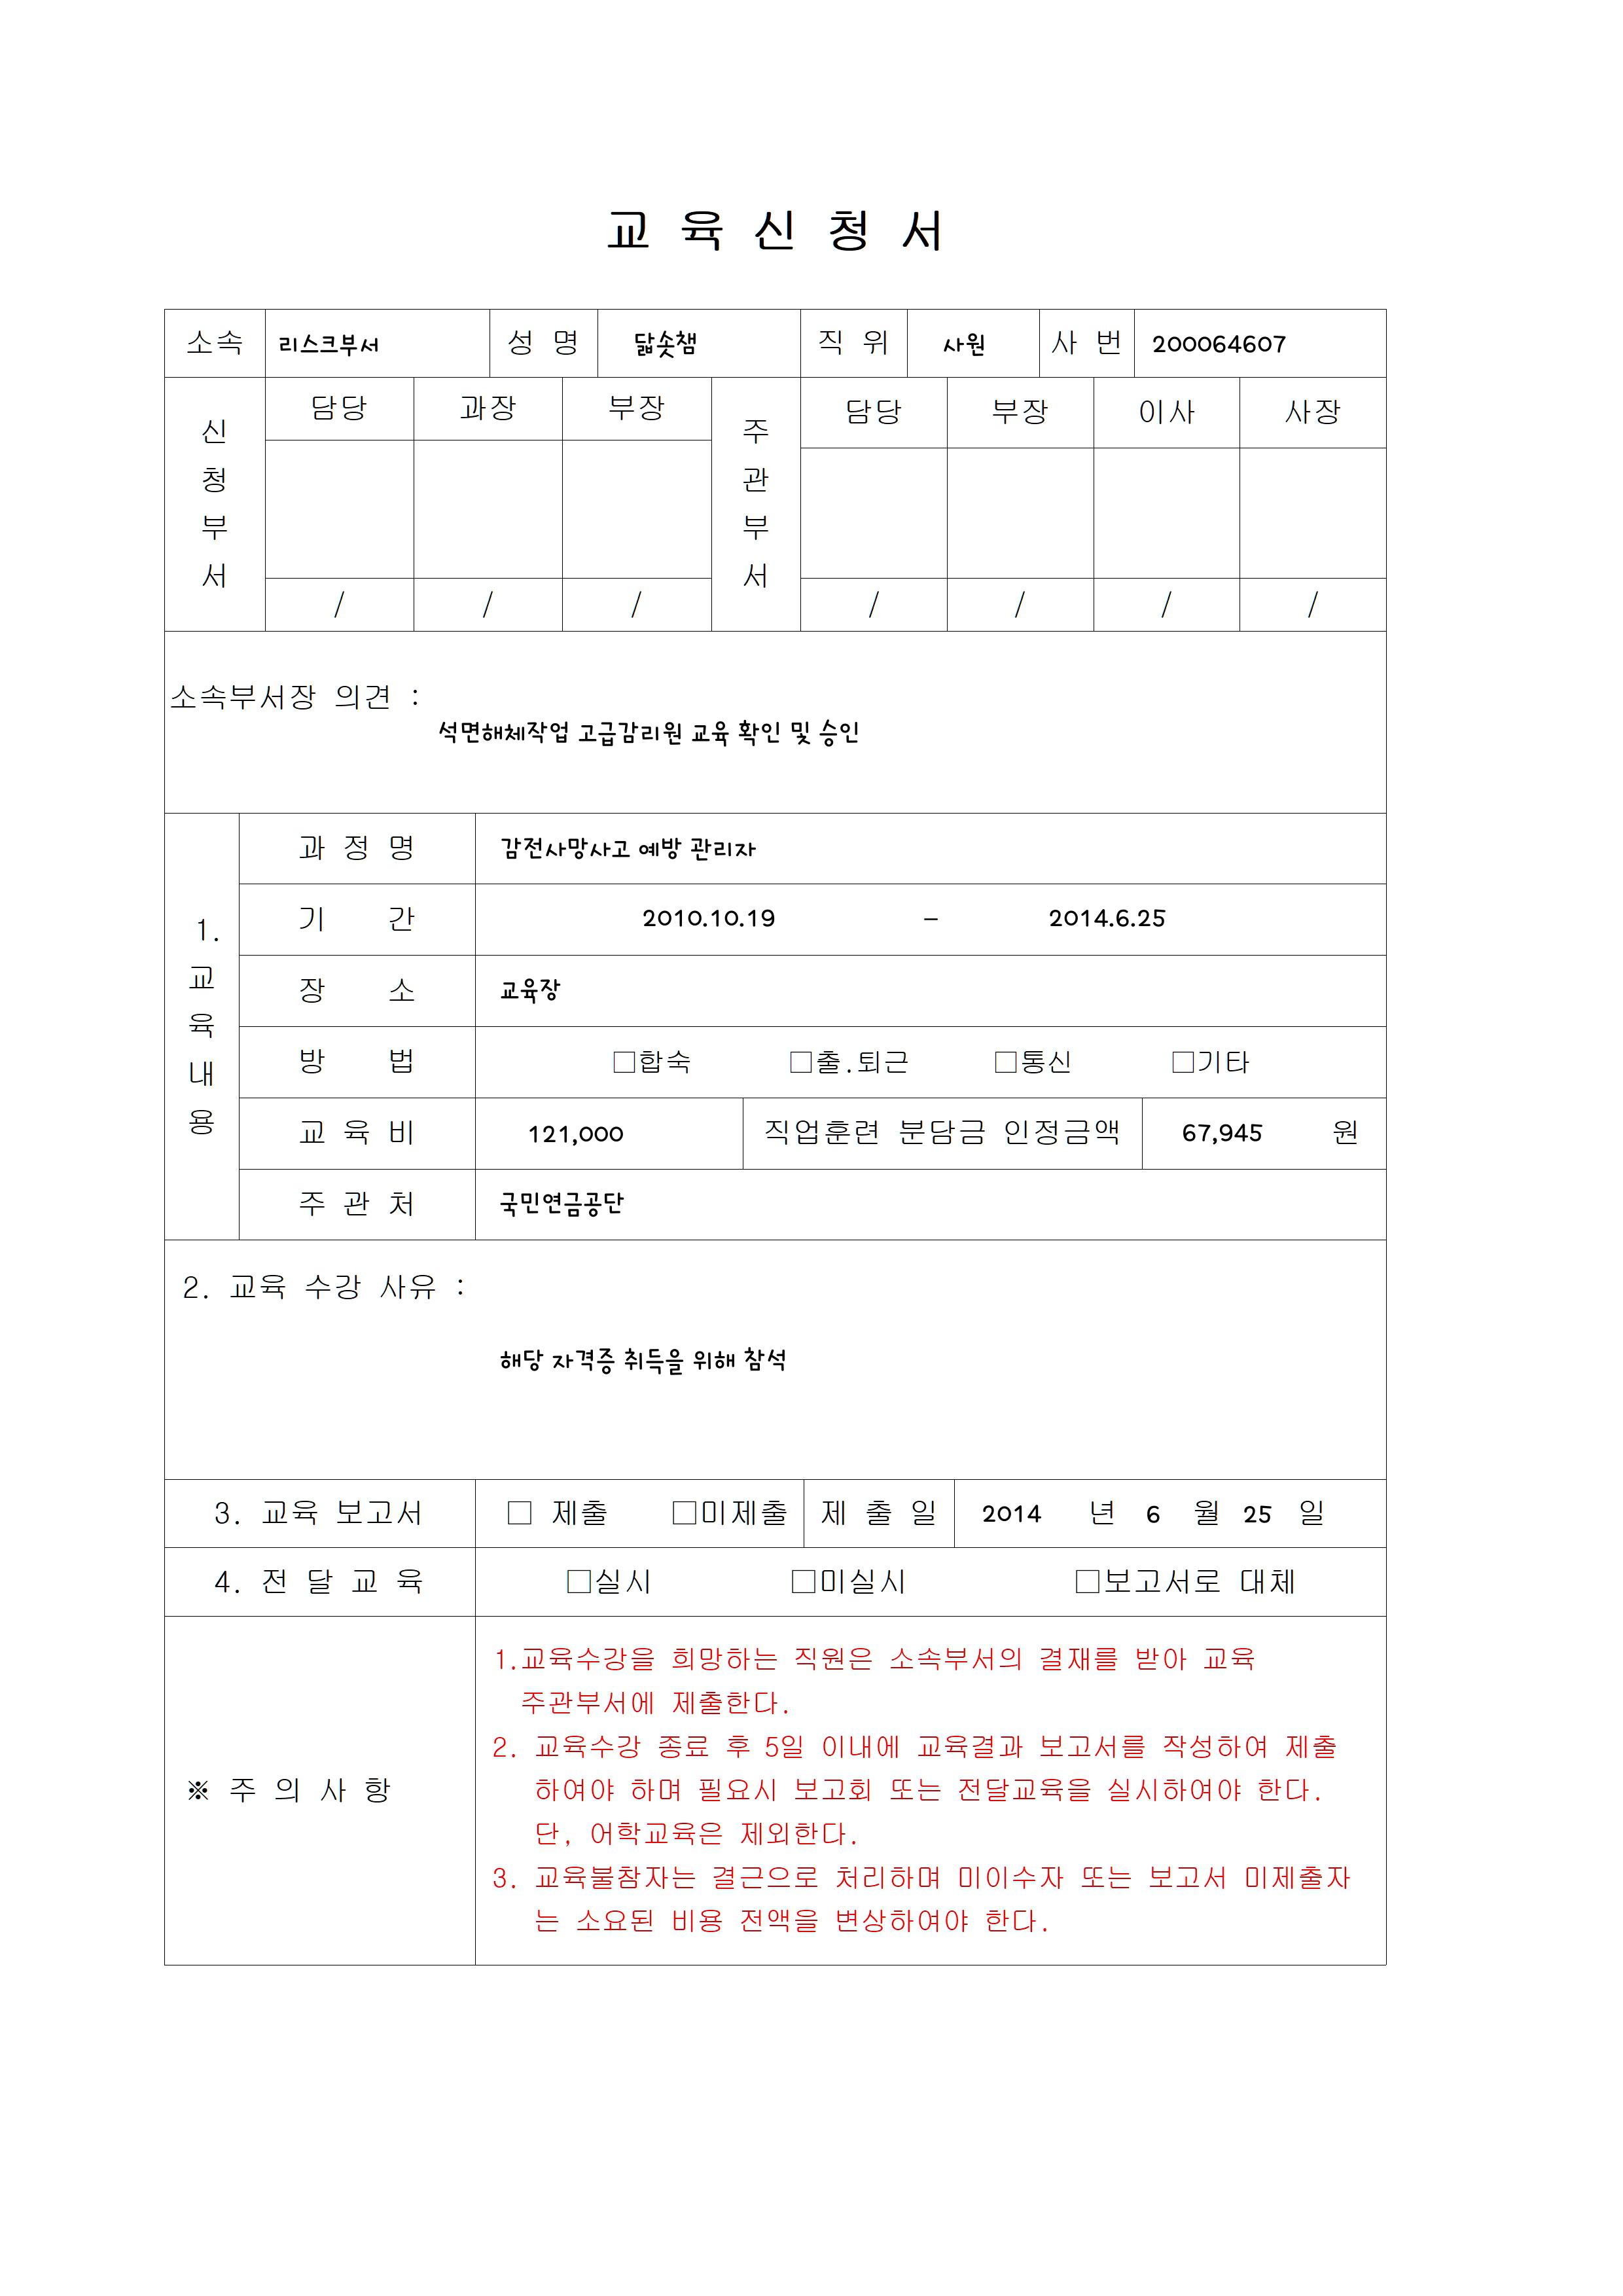 교 육 신 청 서
소속 리스크부서 성 명 닯솟챔 직 위 사원 사 번 200064607
신청부서 담당 과장 부장 주관부서 담당 부장 이사 사장
/ / / / / / /
소속부서장 의견 :
석면해체작업 고급감리원 교육 확인 및 승인
1. 교육내용
과 정 명 감전사망사고 예방 관리자
기 간 2010.10.19 - 2014.6.25
장 소 교육장
방 법 □합숙 □출.퇴근 □통신 □기타
교 육 비 121,000 직업훈련 분담금 인정금액 67,945 원
주 관 처 국민연금공단
2. 교육 수강 사유 :
해당 자격증 취득을 위해 참석
3. 교육 보고서 □ 제출 □미제출 제 출 일 2014 년 6 월 25 일
4. 전 달 교 육 □실시 □미실시 □보고서로 대체
※ 주 의 사 항
1.교육수강을 희망하는 직원은 소속부서의 결재를 받아 교육
주관부서에 제출한다.
2. 교육수강 종료 후 5일 이내에 교육결과 보고서를 작성하여 제출
하여야 하며 필요시 보고회 또는 전달교육을 실시하여야 한다.
단, 어학교육은 제외한다.
3. 교육불참자는 결근으로 처리하며 미이수자 또는 보고서 미제출자
는 소요된 비용 전액을 변상하여야 한다.